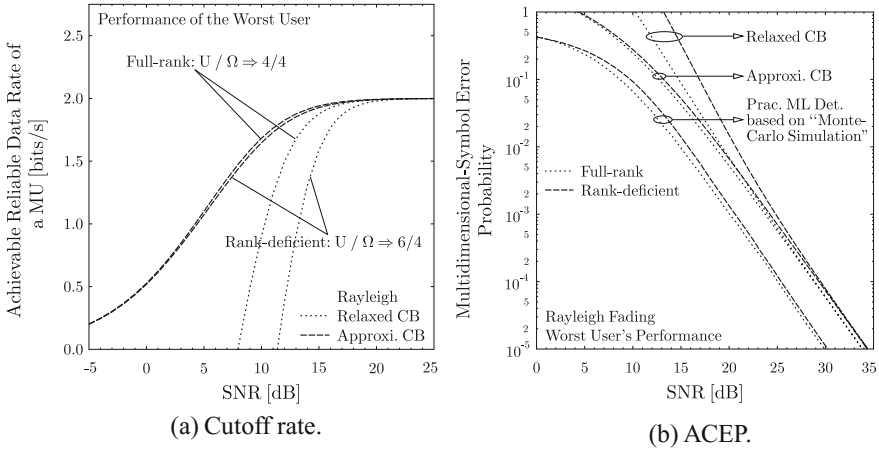 Performance of the Worst User
Full-rank: U / Ω ⇒ 4/4
Rank-deficient: U / Ω ⇒ 6/4
Rayleigh
Relaxed CB
Approxi. CB
Achievable Reliable Data Rate of
a MU [bits/s]
2.5
2.0
1.5
1.0
0.5
0.0
-5
0
5
10
15
20
25
SNR [dB]
(a) Cutoff rate.
Relaxed CB
Approxi. CB
Prac. ML Det.
based on “Monte-
Carlo Simulation”
Full-rank
Rank-deficient
Rayleigh Fading
Worst User's Performance
Multidimensional-Symbol Error
Probability
1
5
2
10-1
5
2
10-2
5
2
10-3
5
2
10-4
5
2
10-5
0
5
10
15
20
25
30
35
SNR [dB]
(b) ACEP.